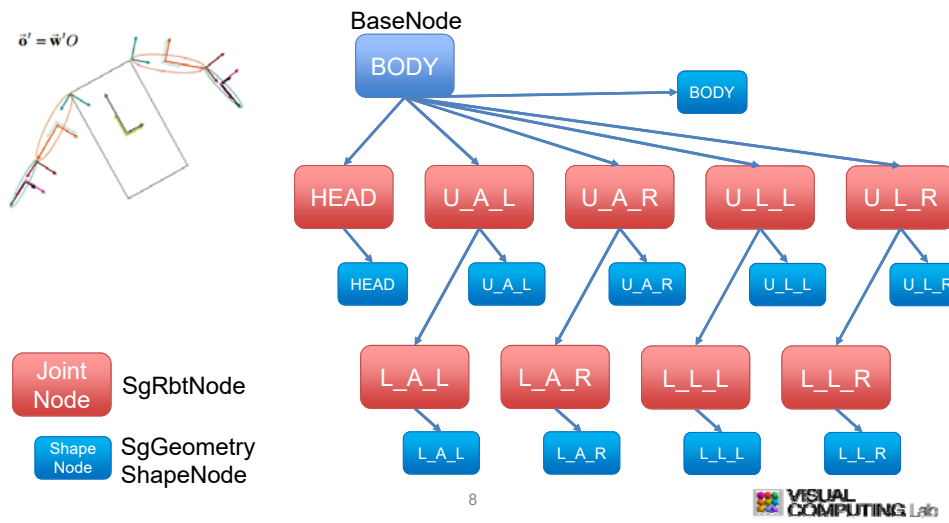 BaseNode
o⃗ᵗ = w⃗ᵗO
BODY
BODY
HEAD
U_A_L
U_A_R
U_L_L
U_L_R
HEAD
U_A_L
U_A_R
U_L_L
U_L_R
Joint
Node
SgRbtNode
L_A_L
L_A_R
L_L_L
L_L_R
Shape
Node
SgGeometry
ShapeNode
L_A_L
L_A_R
L_L_L
L_L_R
8
VISUAL
COMPUTING Lab